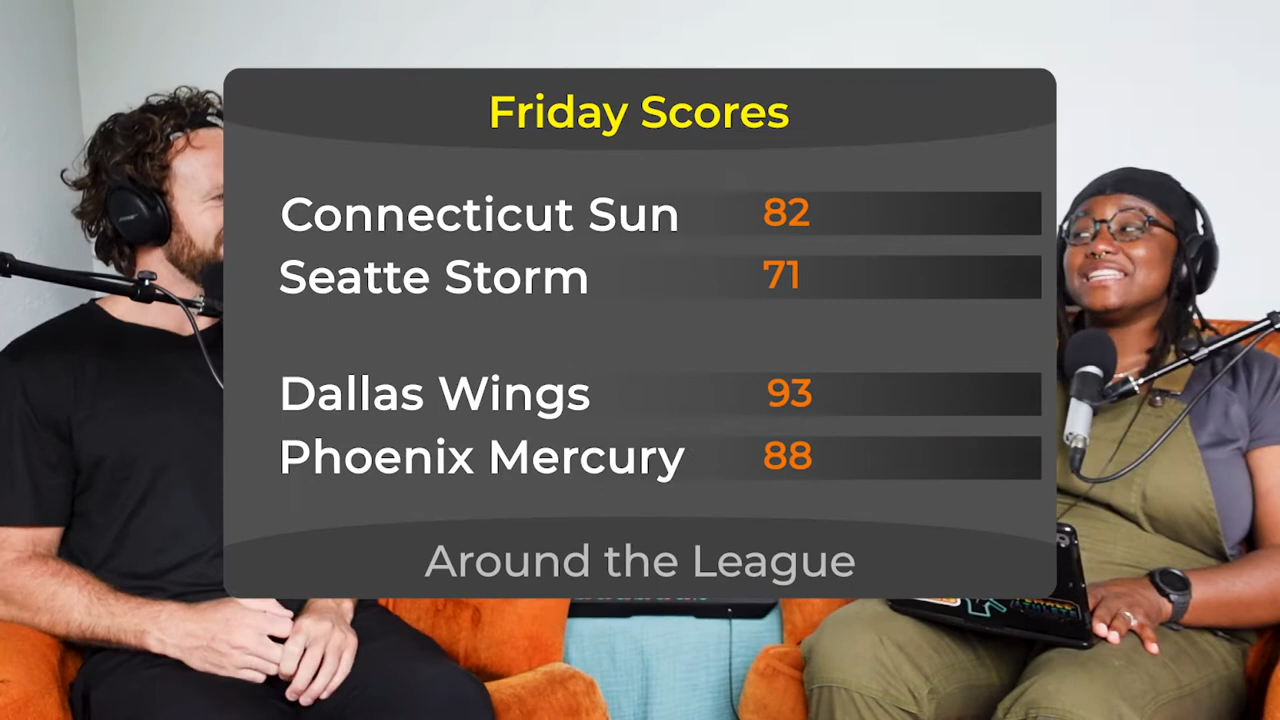 Friday Scores
Connecticut Sun 82
Seatte Storm 71
Dallas Wings 93
Phoenix Mercury 88
Around the League